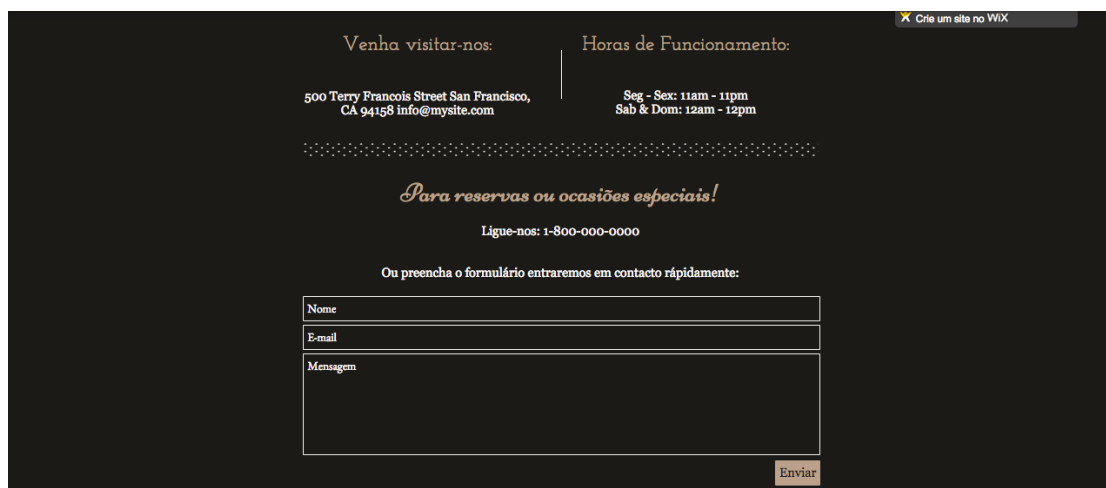 Crie um site no WiX
Venha visitar-nos:
Horas de Funcionamento:
500 Terry Francois Street San Francisco,
CA 94158 info@mysite.com
Seg - Sex: 11am - 11pm
Sab & Dom: 12am - 12pm
Para reservas ou ocasiões especiais!
Ligue-nos: 1-800-000-0000
Ou preencha o formulário entraremos em contacto rápidamente:
Nome
E-mail
Mensagem
Enviar